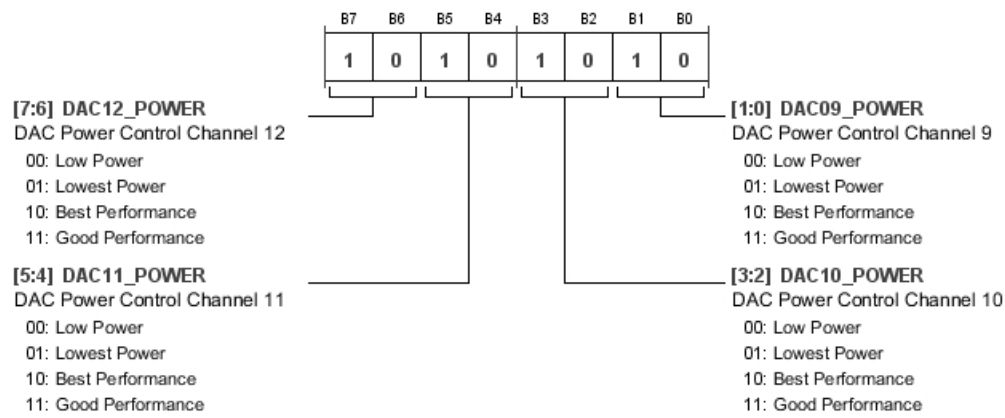 B7 B6 B5 B4 B3 B2 B1 B0
1 0 1 0 1 0 1 0
[7:6] DAC12_POWER
DAC Power Control Channel 12
00: Low Power
01: Lowest Power
10: Best Performance
11: Good Performance
[5:4] DAC11_POWER
DAC Power Control Channel 11
00: Low Power
01: Lowest Power
10: Best Performance
11: Good Performance
[1:0] DAC09_POWER
DAC Power Control Channel 9
00: Low Power
01: Lowest Power
10: Best Performance
11: Good Performance
[3:2] DAC10_POWER
DAC Power Control Channel 10
00: Low Power
01: Lowest Power
10: Best Performance
11: Good Performance